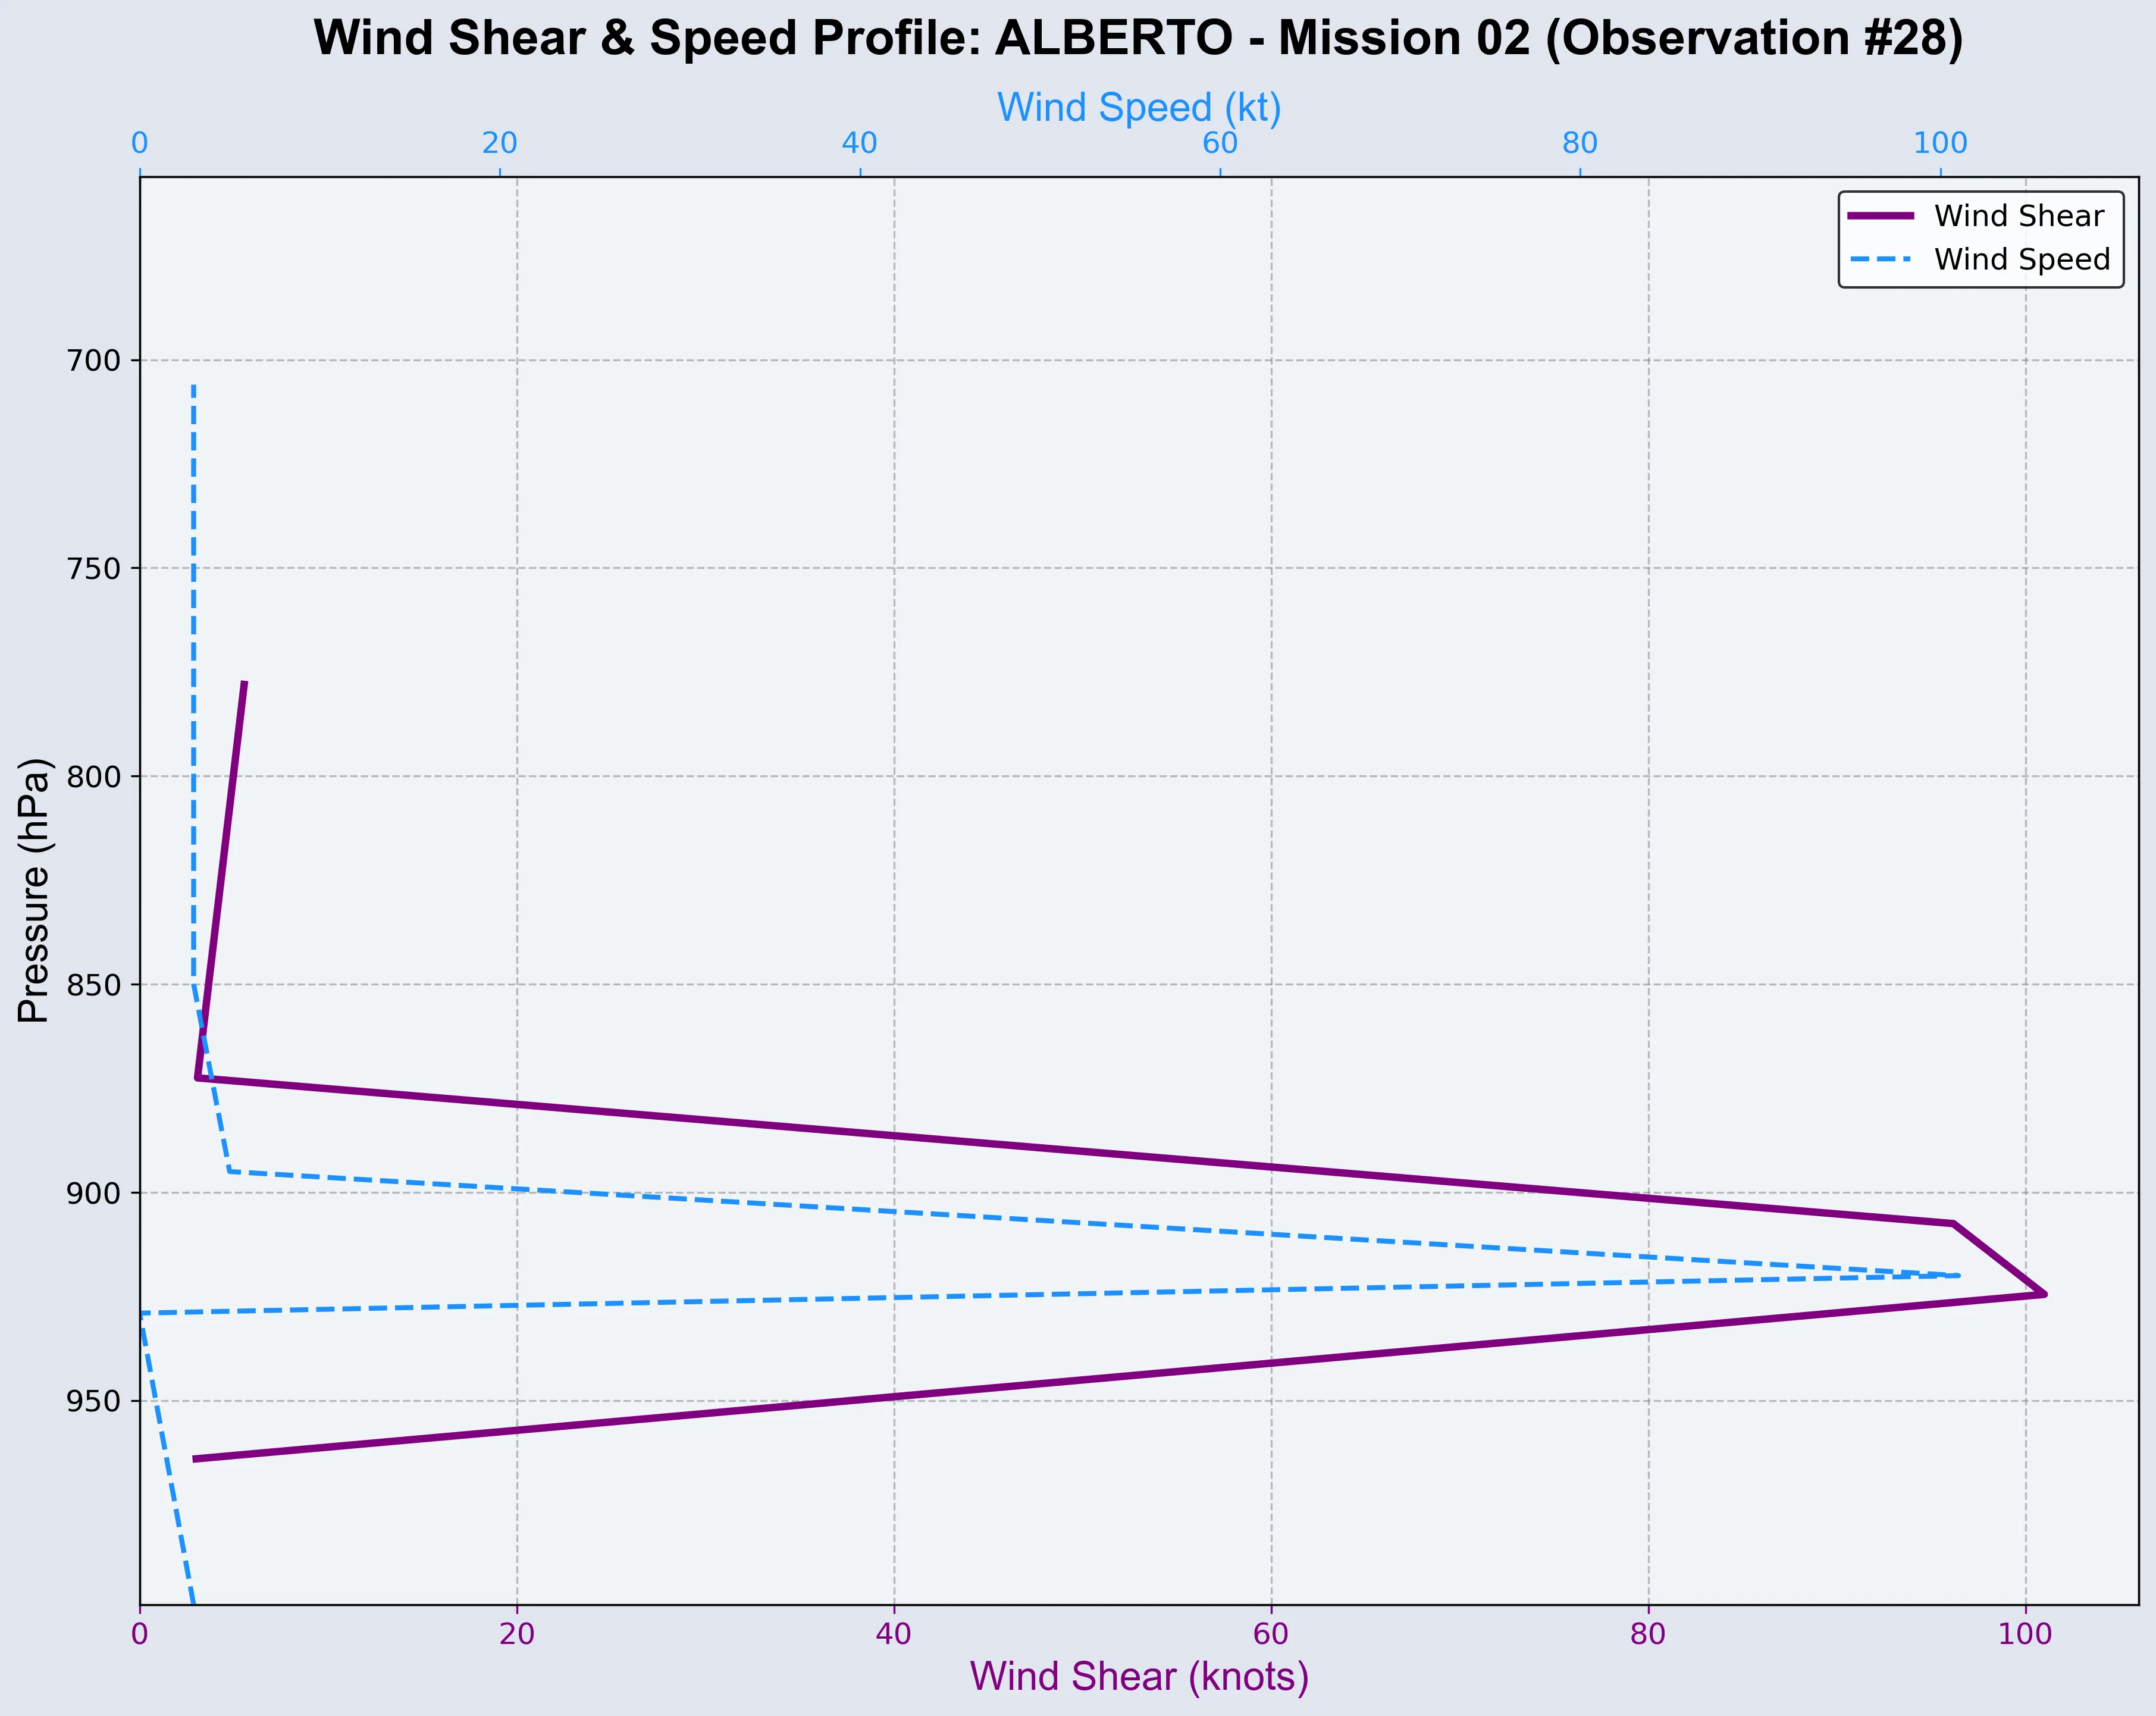 Wind Shear & Speed Profile: ALBERTO - Mission 02 (Observation #28)
Wind Speed (kt)
0 20 40 60 80 100
Wind Shear
Wind Speed
Pressure (hPa)
700
750
800
850
900
950
0 20 40 60 80 100
Wind Shear (knots)